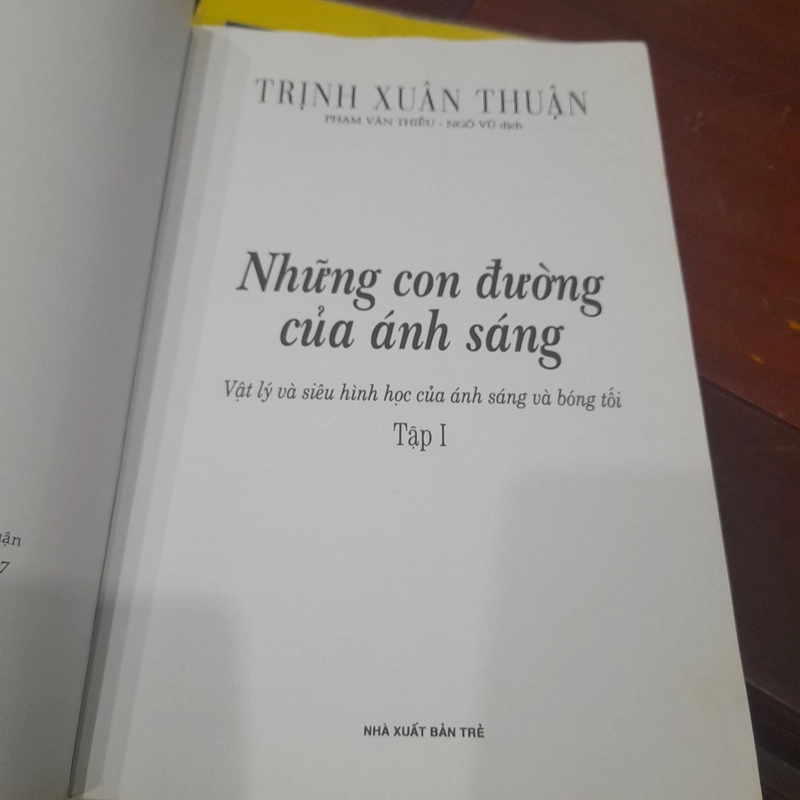 TRỊNH XUÂN THUẬN
PHẠM VĂN THIỀU - NGÔ VŨ dịch
Những con đường
của ánh sáng
Vật lý và siêu hình học của ánh sáng và bóng tối
Tập I
NHÀ XUẤT BẢN TRẺ